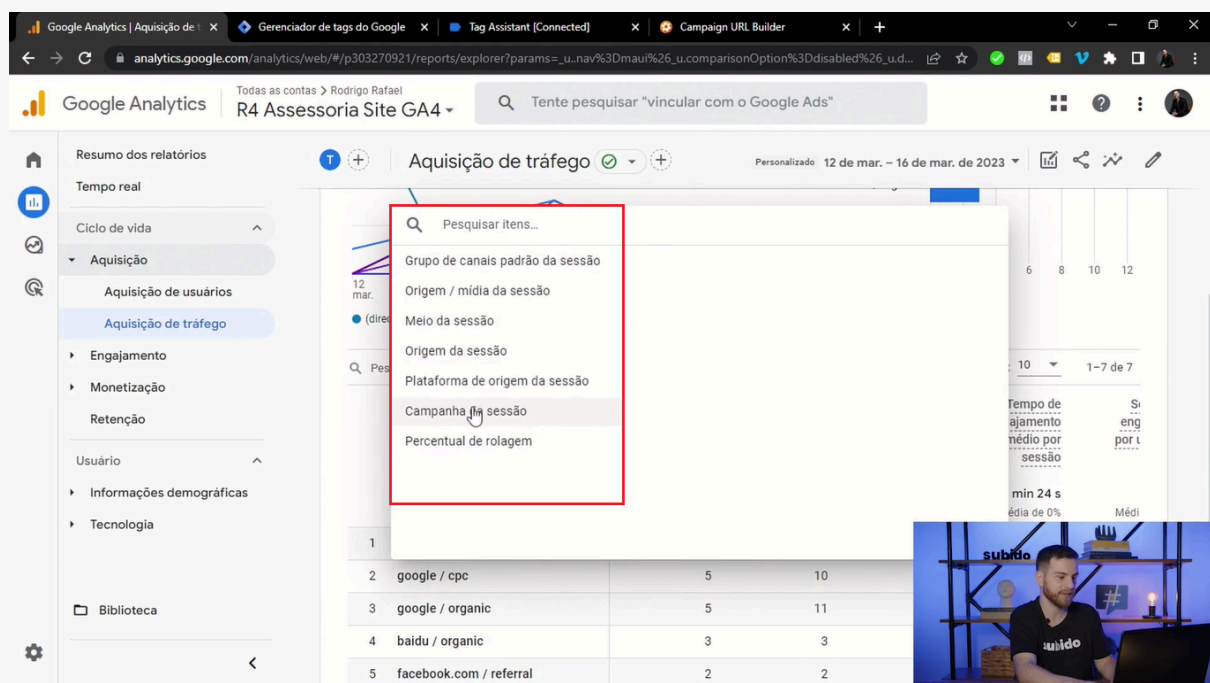 Google Analytics | Aquisição de t
Gerenciador de tags do Google
Tag Assistant [Connected]
Campaign URL Builder
analytics.google.com/analytics/web/#/p303270921/reports/explorer?params=_u..nav%3Dmaui%26_u.comparisonOption%3Ddisabled%26_u.d...
Google Analytics
Todas as contas > Rodrigo Rafael
R4 Assessoria Site GA4
Tente pesquisar "vincular com o Google Ads"
Resumo dos relatórios
Tempo real
Ciclo de vida
Aquisição
Aquisição de usuários
Aquisição de tráfego
Engajamento
Monetização
Retenção
Usuário
Informações demográficas
Tecnologia
Biblioteca
T
Aquisição de tráfego
Personalizado 12 de mar. – 16 de mar. de 2023
Pesquisar itens...
Grupo de canais padrão da sessão
Origem / mídia da sessão
Meio da sessão
Origem da sessão
Plataforma de origem da sessão
Campanha da sessão
Percentual de rolagem
12
mar.
(direc
Pes
6 8 10 12
10 1–7 de 7
Tempo de
ajamento
médio por
sessão
eng
por u
min 24 s
édia de 0%
Médi
1
2 google / cpc 5 10
3 google / organic 5 11
4 baidu / organic 3 3
5 facebook.com / referral 2 2
subido
#
subido